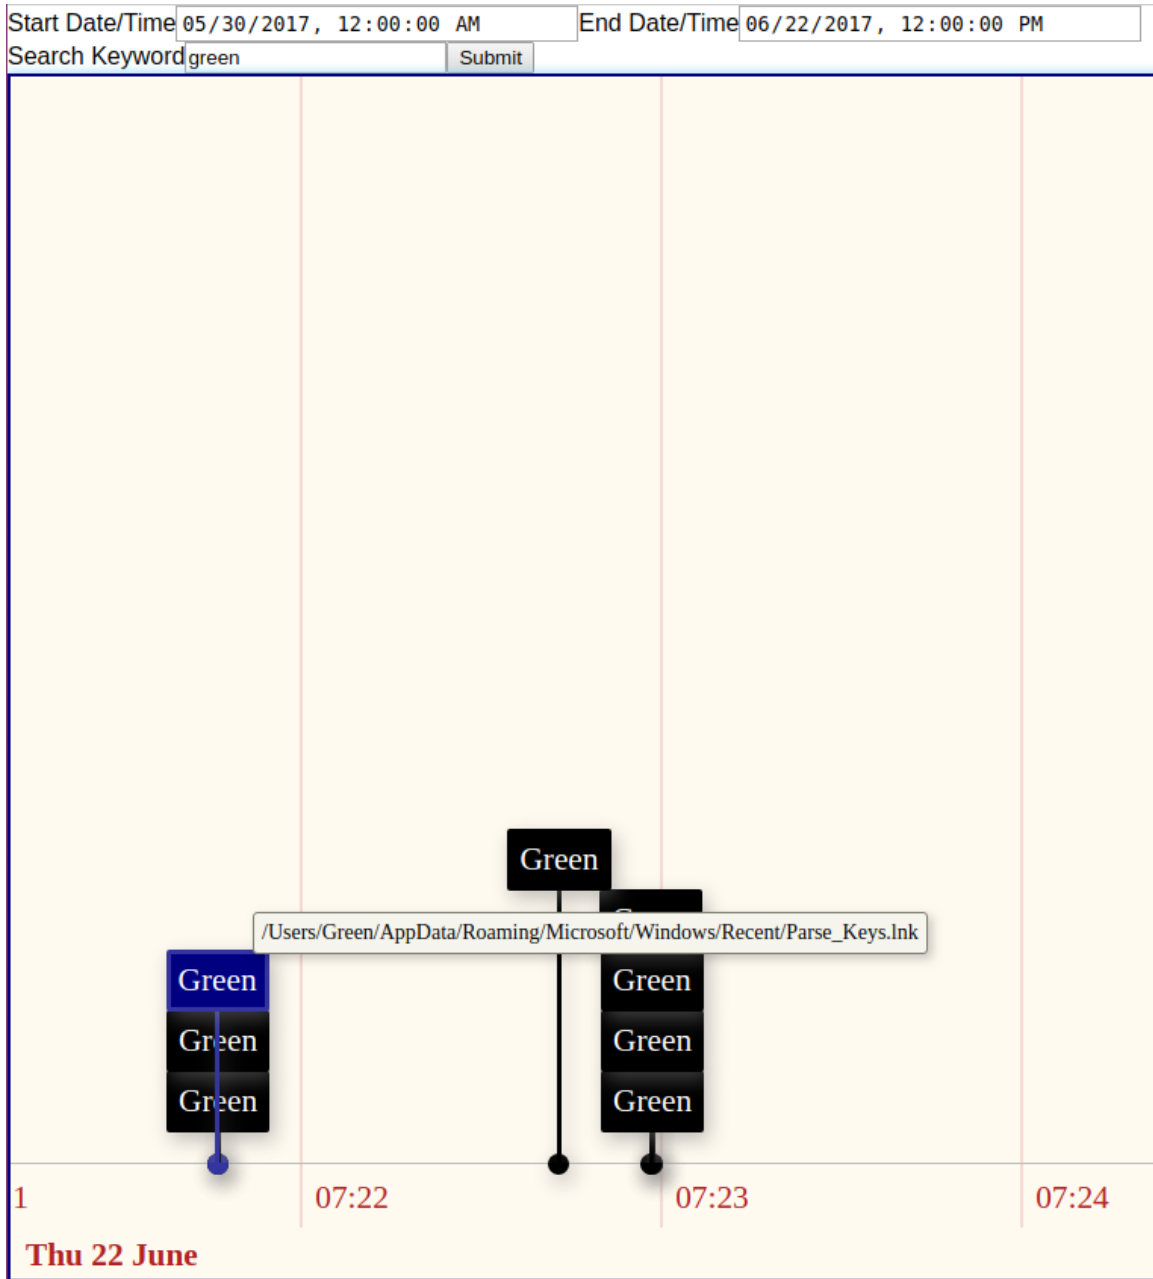 Start Date/Time 05/30/2017, 12:00:00 AM End Date/Time 06/22/2017, 12:00:00 PM
Search Keyword green Submit
Green
/Users/Green/AppData/Roaming/Microsoft/Windows/Recent/Parse_Keys.lnk
Green Green
Green Green
Green Green
1 07:22 07:23 07:24
Thu 22 June